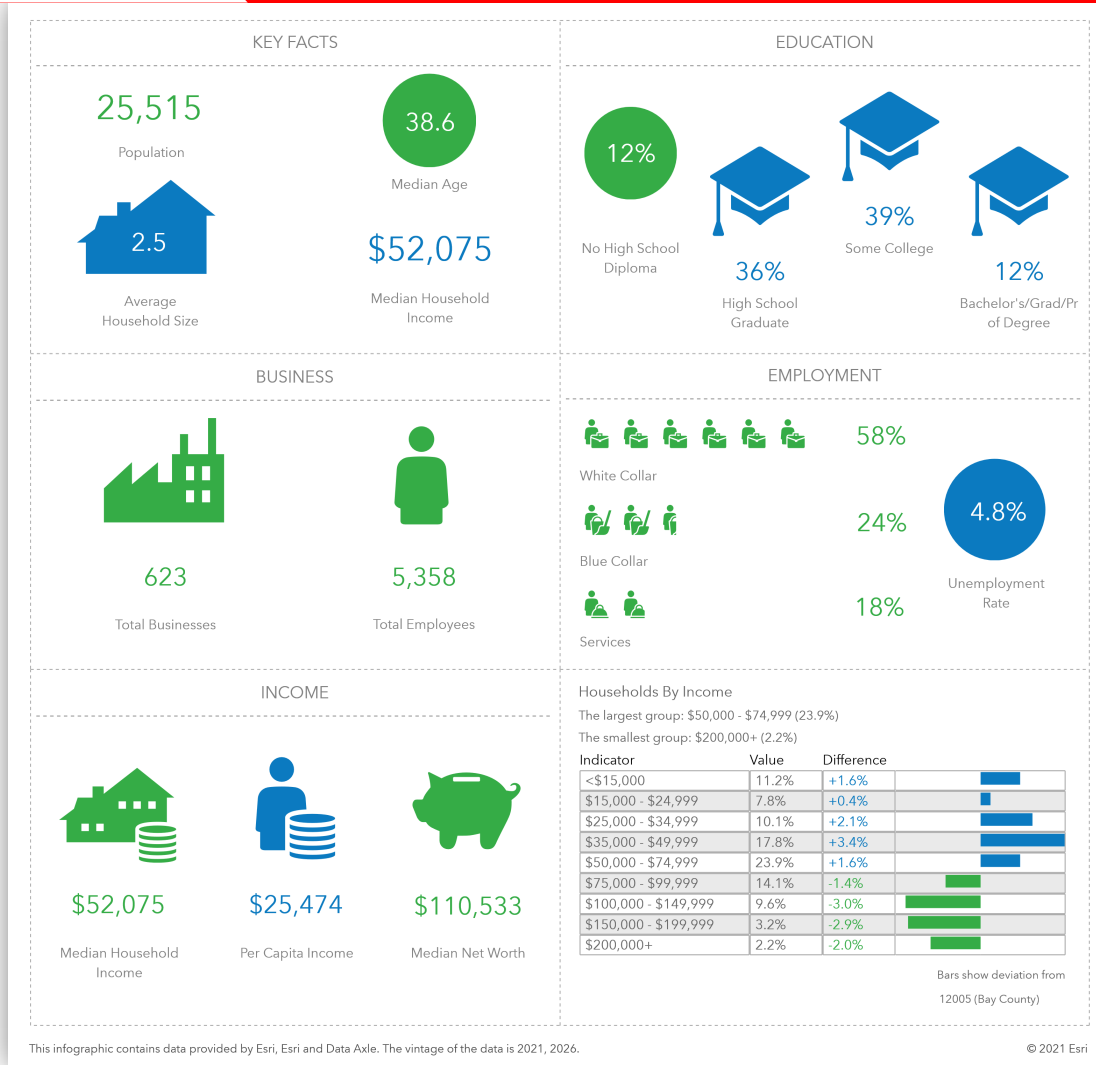 KEY FACTS
25,515
Population
38.6
Median Age
2.5
Average
Household Size
$52,075
Median Household
Income
EDUCATION
12%
No High School
Diploma
36%
High School
Graduate
39%
Some College
12%
Bachelor's/Grad/Pr
of Degree
BUSINESS
623
Total Businesses
5,358
Total Employees
EMPLOYMENT
58%
White Collar
24%
Blue Collar
18%
Services
4.8%
Unemployment
Rate
INCOME
$52,075
Median Household
Income
$25,474
Per Capita Income
$110,533
Median Net Worth
Households By Income
The largest group: $50,000 - $74,999 (23.9%)
The smallest group: $200,000+ (2.2%)
Indicator Value Difference
<$15,000 11.2% +1.6%
$15,000 - $24,999 7.8% +0.4%
$25,000 - $34,999 10.1% +2.1%
$35,000 - $49,999 17.8% +3.4%
$50,000 - $74,999 23.9% +1.6%
$75,000 - $99,999 14.1% -1.4%
$100,000 - $149,999 9.6% -3.0%
$150,000 - $199,999 3.2% -2.9%
$200,000+ 2.2% -2.0%
Bars show deviation from
12005 (Bay County)
This infographic contains data provided by Esri, Esri and Data Axle. The vintage of the data is 2021, 2026.
© 2021 Esri